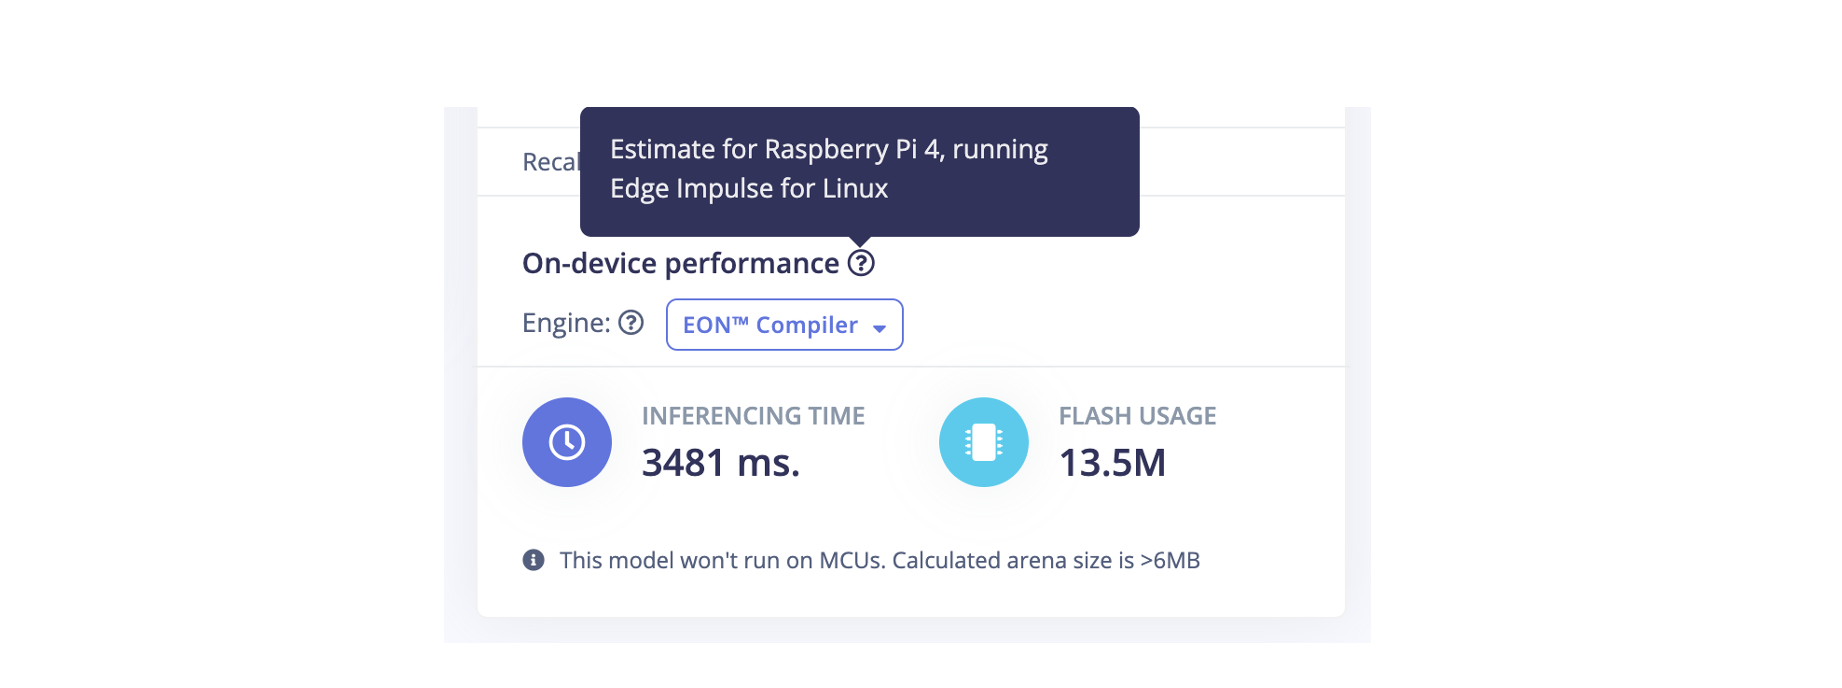 Estimate for Raspberry Pi 4, running
Edge Impulse for Linux
On-device performance
Engine: EON™ Compiler
INFERENCING TIME
3481 ms.
FLASH USAGE
13.5M
This model won't run on MCUs. Calculated arena size is >6MB